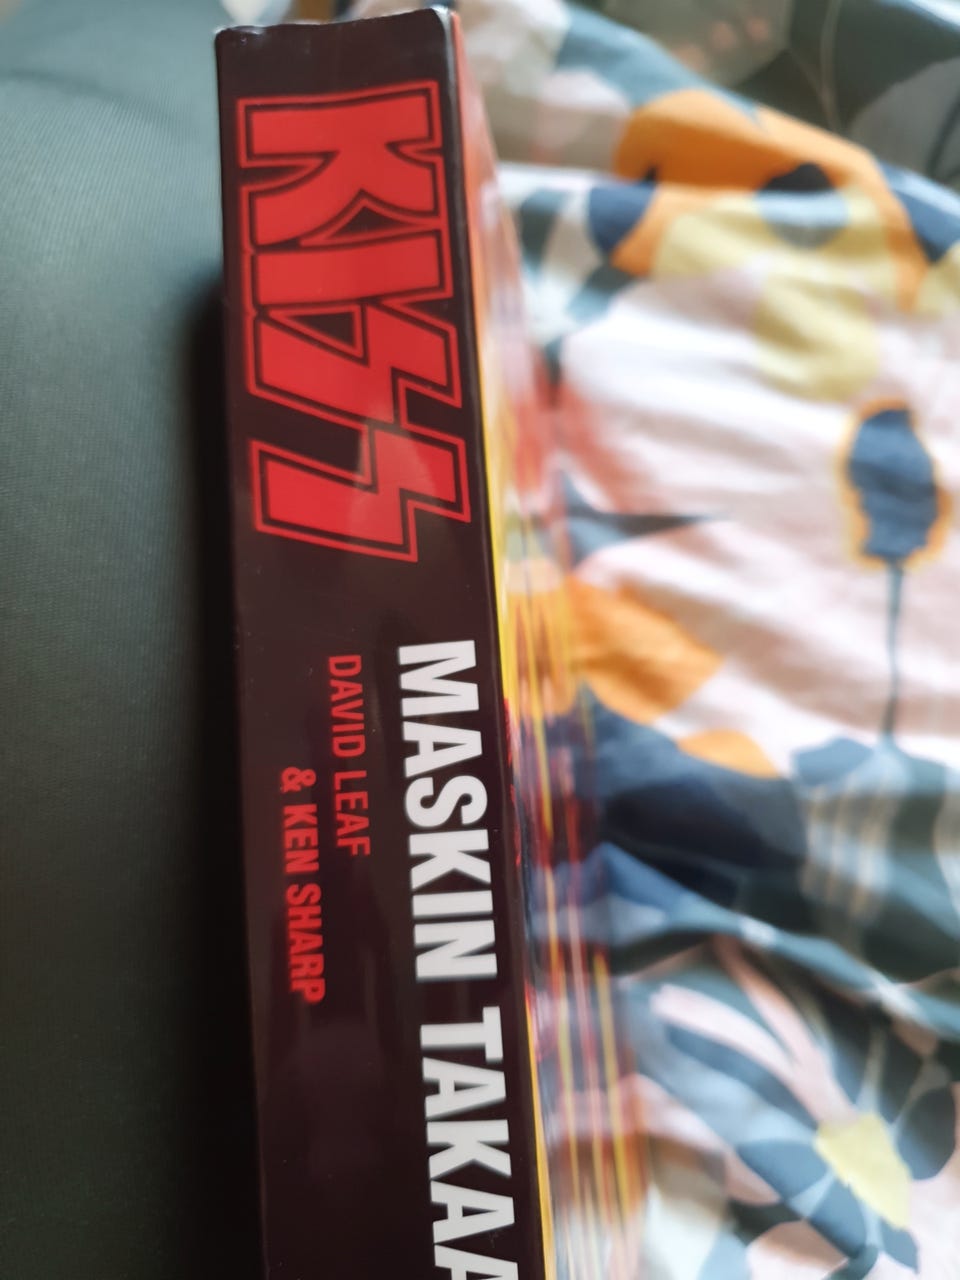 KISS
MASKIN TAKAA
DAVID LEAF
& KEN SHARP